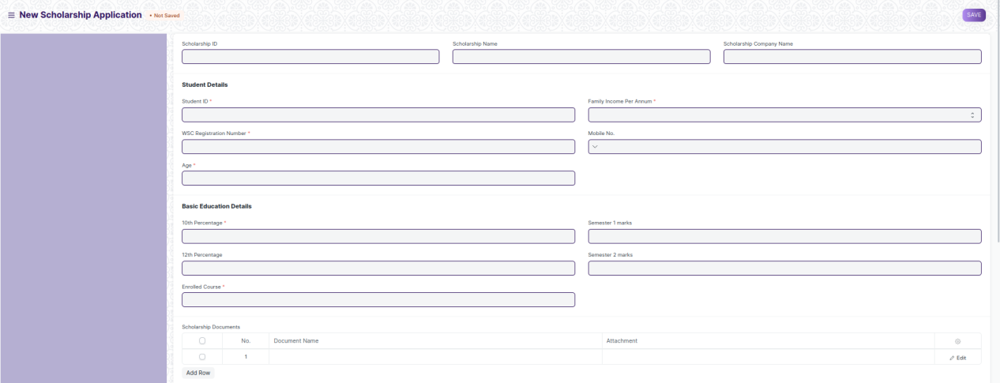 New Scholarship Application • Not Saved SAVE
Scholarship ID Scholarship Name Scholarship Company Name
Student Details
Student ID * Family Income Per Annum *
WSC Registration Number * Mobile No.
Age *
Basic Education Details
10th Percentage * Semester 1 marks
12th Percentage Semester 2 marks
Enrolled Course *
Scholarship Documents
No. Document Name Attachment
1 Edit
Add Row